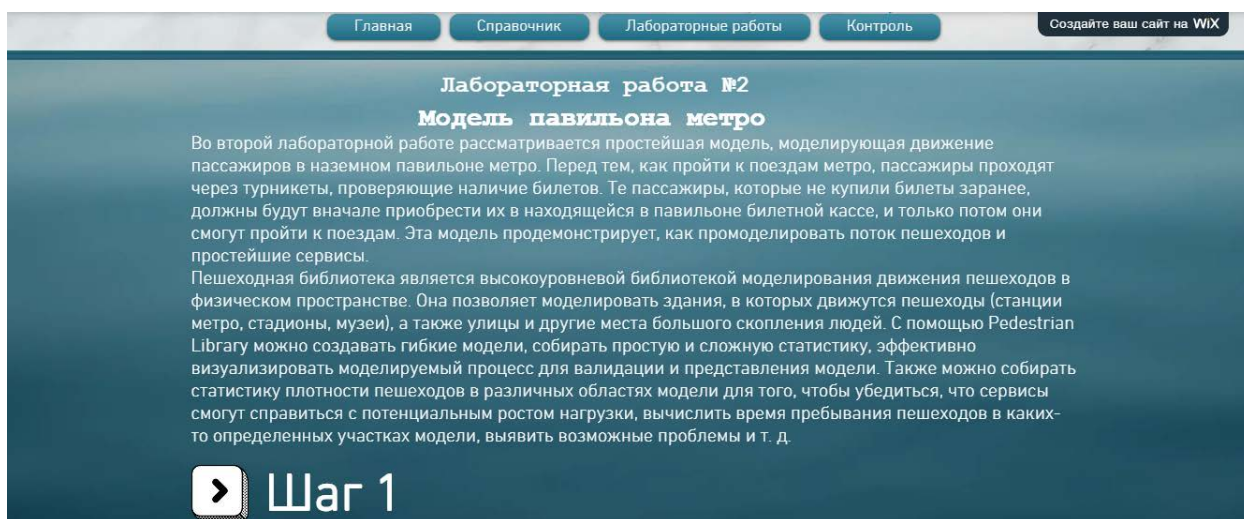 Главная Справочник Лабораторные работы Контроль Создайте ваш сайт на WiX
Лабораторная работа №2
Модель павильона метро
Во второй лабораторной работе рассматривается простейшая модель, моделирующая движение
пассажиров в наземном павильоне метро. Перед тем, как пройти к поездам метро, пассажиры проходят
через турникеты, проверяющие наличие билетов. Те пассажиры, которые не купили билеты заранее,
должны будут вначале приобрести их в находящейся в павильоне билетной кассе, и только потом они
смогут пройти к поездам. Эта модель продемонстрирует, как промоделировать поток пешеходов и
простейшие сервисы.
Пешеходная библиотека является высокоуровневой библиотекой моделирования движения пешеходов в
физическом пространстве. Она позволяет моделировать здания, в которых движутся пешеходы (станции
метро, стадионы, музеи), а также улицы и другие места большого скопления людей. С помощью Pedestrian
Library можно создавать гибкие модели, собирать простую и сложную статистику, эффективно
визуализировать моделируемый процесс для валидации и представления модели. Также можно собирать
статистику плотности пешеходов в различных областях модели для того, чтобы убедиться, что сервисы
смогут справиться с потенциальным ростом нагрузки, вычислить время пребывания пешеходов в каких-
то определенных участках модели, выявить возможные проблемы и т. д.
Шаг 1